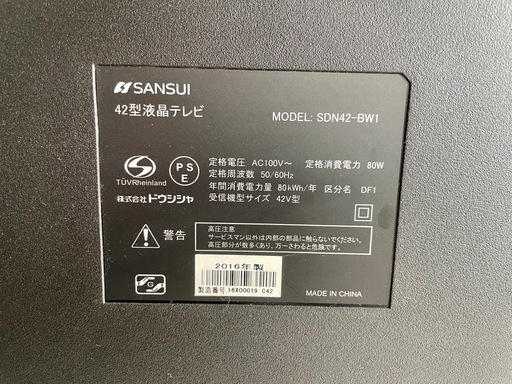 SANSUI
42型液晶テレビ
MODEL: SDN42-BW1
S
TÜVRheinland
P S
E
株式会社ドウシシャ
定格電圧 AC100V～ 定格消費電力 80W
定格周波数 50/60Hz
年間消費電力量 80kWh/年 区分名 DF1
受信機型サイズ 42V型
警告
高圧注意
サービスマン以外は内部の部品に触らないでください。
高圧部分が数多くあり、万一さわると危険です。
G
2016年製
製造番号:16X00019 C42
MADE IN CHINA